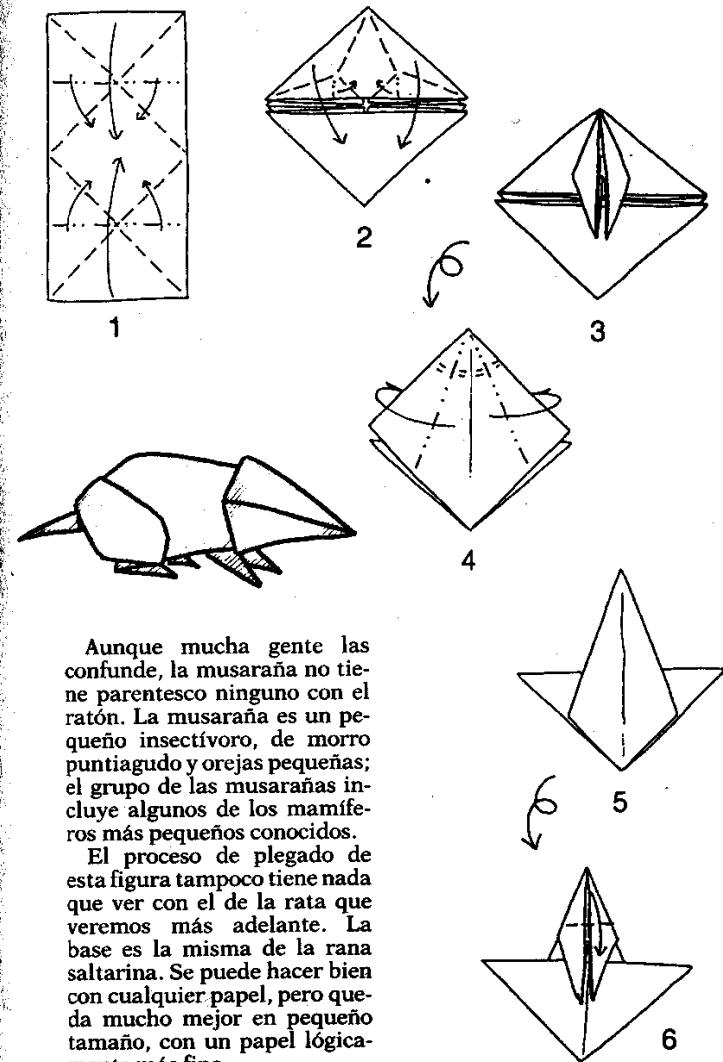 1
2
3
4
5
6
Aunque mucha gente las
confunde, la musaraña no tie-
ne parentesco ninguno con el
ratón. La musaraña es un pe-
queño insectívoro, de morro
puntiagudo y orejas pequeñas;
el grupo de las musarañas in-
cluye algunos de los mamífe-
ros más pequeños conocidos.
El proceso de plegado de
esta figura tampoco tiene nada
que ver con el de la rata que
veremos más adelante. La
base es la misma de la rana
saltarina. Se puede hacer bien
con cualquier papel, pero que-
da mucho mejor en pequeño
tamaño, con un papel lógica-
mente más fino